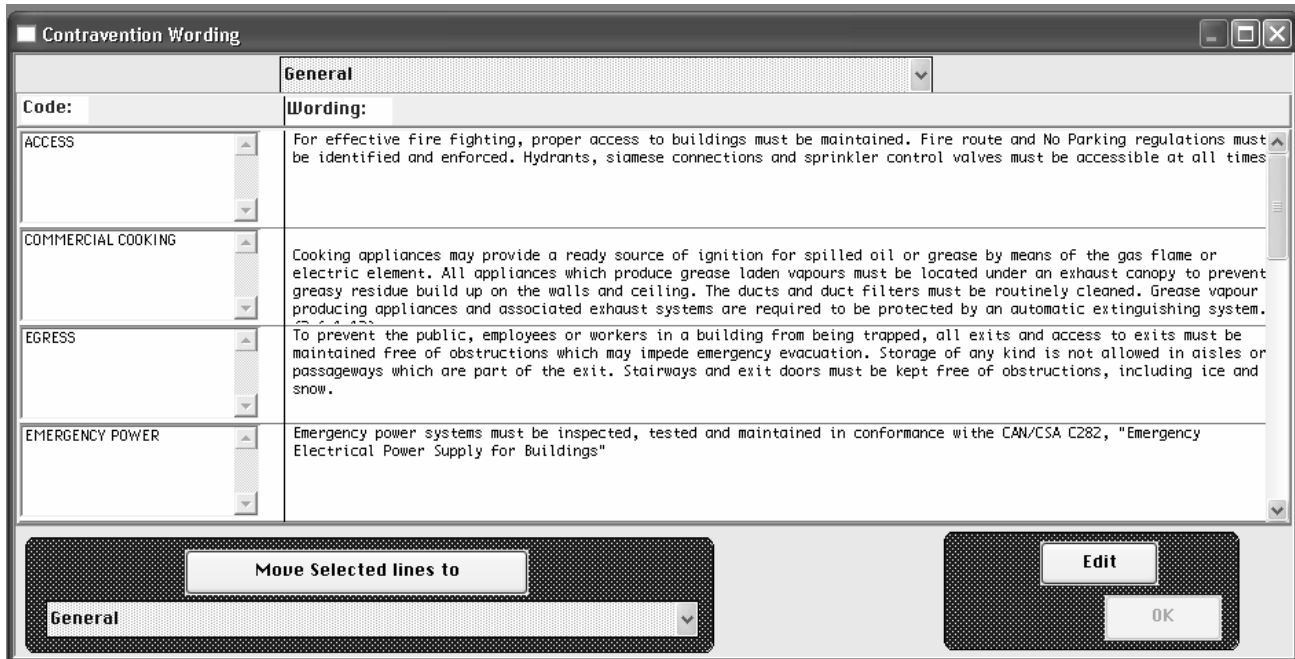 Contravention Wording
General
Code:
Wording:
ACCESS
For effective fire fighting, proper access to buildings must be maintained. Fire route and No Parking regulations must
be identified and enforced. Hydrants, siamese connections and sprinkler control valves must be accessible at all times
COMMERCIAL COOKING
Cooking appliances may provide a ready source of ignition for spilled oil or grease by means of the gas flame or
electric element. All appliances which produce grease laden vapours must be located under an exhaust canopy to prevent
greasy residue build up on the walls and ceiling. The ducts and duct filters must be routinely cleaned. Grease vapour
producing appliances and associated exhaust systems are required to be protected by an automatic extinguishing system.
EGRESS
To prevent the public, employees or workers in a building from being trapped, all exits and access to exits must be
maintained free of obstructions which may impede emergency evacuation. Storage of any kind is not allowed in aisles or
passageways which are part of the exit. Stairways and exit doors must be kept free of obstructions, including ice and
snow.
EMERGENCY POWER
Emergency power systems must be inspected, tested and maintained in conformance withe CAN/CSA C282, "Emergency
Electrical Power Supply for Buildings"
Move Selected lines to
General
Edit
OK